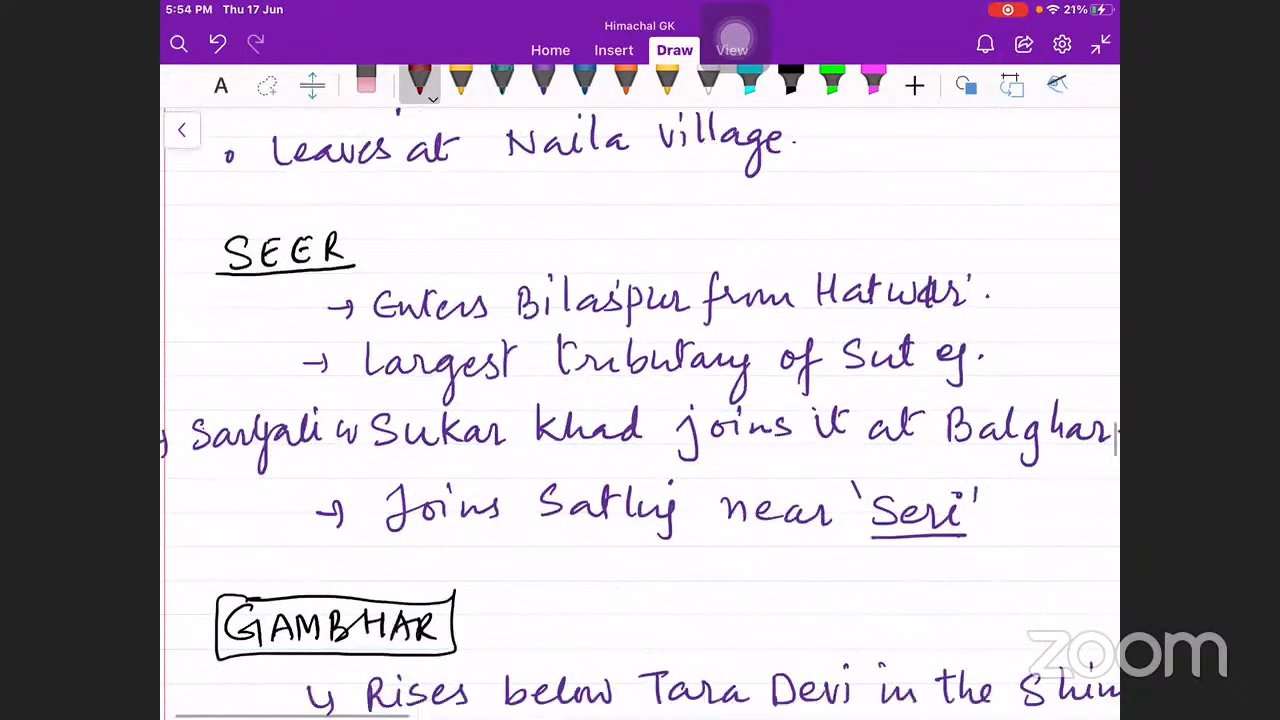 5:54 PM Thu 17 Jun
21%
Himachal GK
Home Insert Draw View
A
• Leaves at Naila village.
SEER
→ Enters Bilaspur from Hatwar.
→ Largest tributary of Sutlej.
Saryali & Sukar khad joins it at Balghar
→ Joins Satluj near 'Seri'
GAMBHAR
↳ Rises below Tara Devi in the Shim
zoom